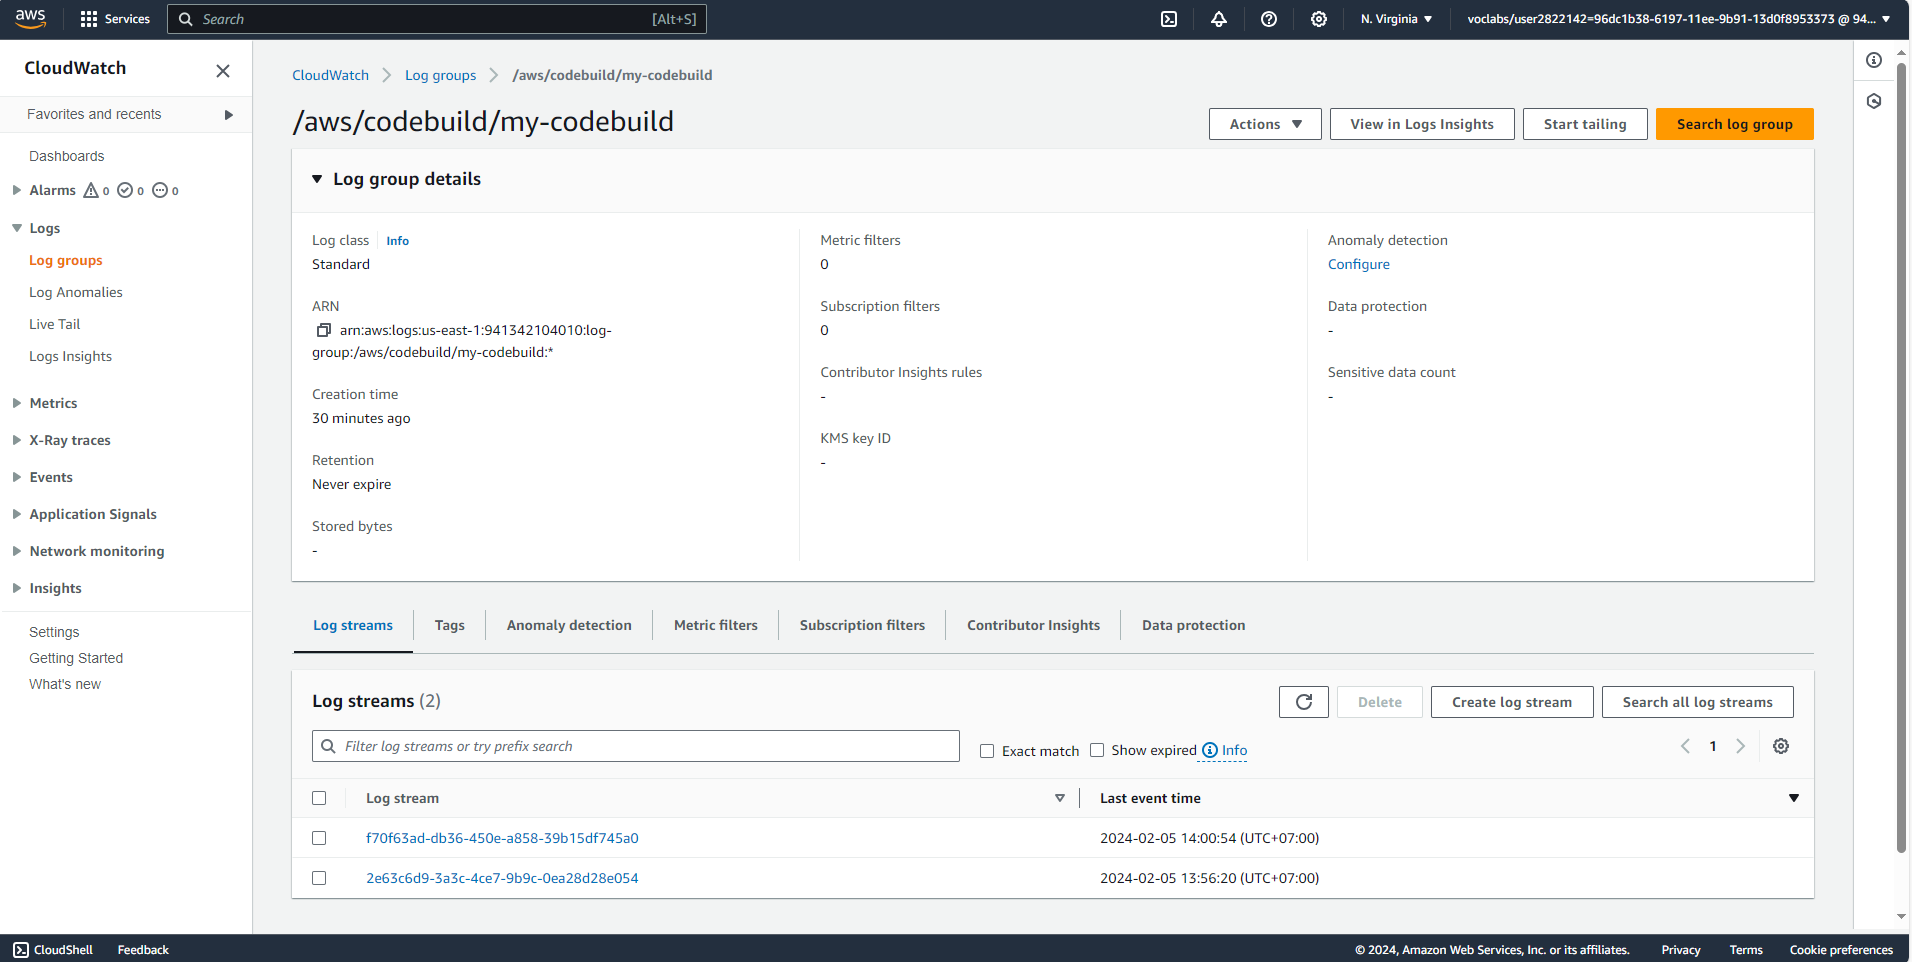 aws
Services
Search
[Alt+S]
N. Virginia
voclabs/user2822142=96dc1b38-6197-11ee-9b91-13d0f8953373 @ 94...
CloudWatch
Favorites and recents
Dashboards
Alarms 0 0 0
Logs
Log groups
Log Anomalies
Live Tail
Logs Insights
Metrics
X-Ray traces
Events
Application Signals
Network monitoring
Insights
Settings
Getting Started
What's new
CloudWatch
Log groups
/aws/codebuild/my-codebuild
/aws/codebuild/my-codebuild
Actions
View in Logs Insights
Start tailing
Search log group
Log group details
Log class
Info
Standard
ARN
arn:aws:logs:us-east-1:941342104010:log-
group:/aws/codebuild/my-codebuild:*
Creation time
30 minutes ago
Retention
Never expire
Stored bytes
-
Metric filters
0
Subscription filters
0
Contributor Insights rules
-
KMS key ID
-
Anomaly detection
Configure
Data protection
-
Sensitive data count
-
Log streams
Tags
Anomaly detection
Metric filters
Subscription filters
Contributor Insights
Data protection
Log streams (2)
Delete
Create log stream
Search all log streams
Filter log streams or try prefix search
Exact match
Show expired
Info
1
Log stream
Last event time
f70f63ad-db36-450e-a858-39b15df745a0
2024-02-05 14:00:54 (UTC+07:00)
2e63c6d9-3a3c-4ce7-9b9c-0ea28d28e054
2024-02-05 13:56:20 (UTC+07:00)
CloudShell
Feedback
© 2024, Amazon Web Services, Inc. or its affiliates.
Privacy
Terms
Cookie preferences